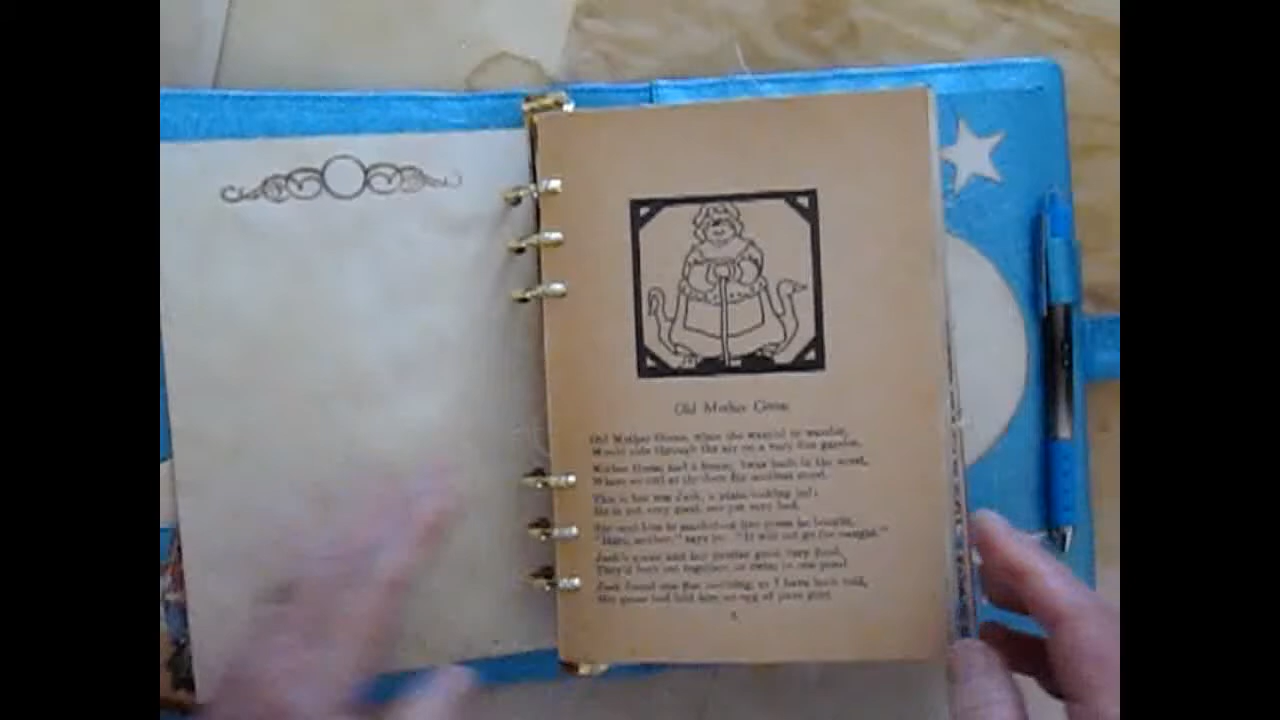 Old Mother Goose
Old Mother Goose, when she wanted to wander,
Would ride through the air on a very fine gander.
Mother Goose had a house, 'twas built in the wood,
Where an owl at the door for sentinel stood.
This is her son Jack, a plain-looking lad;
He is not very good, nor yet very bad.
She sent him to market, a live goose he bought,
"Here, mother," says he, "It will not go for naught."
Jack's goose and her gander grew very fond,
They'd both eat together, or swim in one pond.
Jack found one fine morning, as I have been told,
His goose had laid him an egg of pure gold.